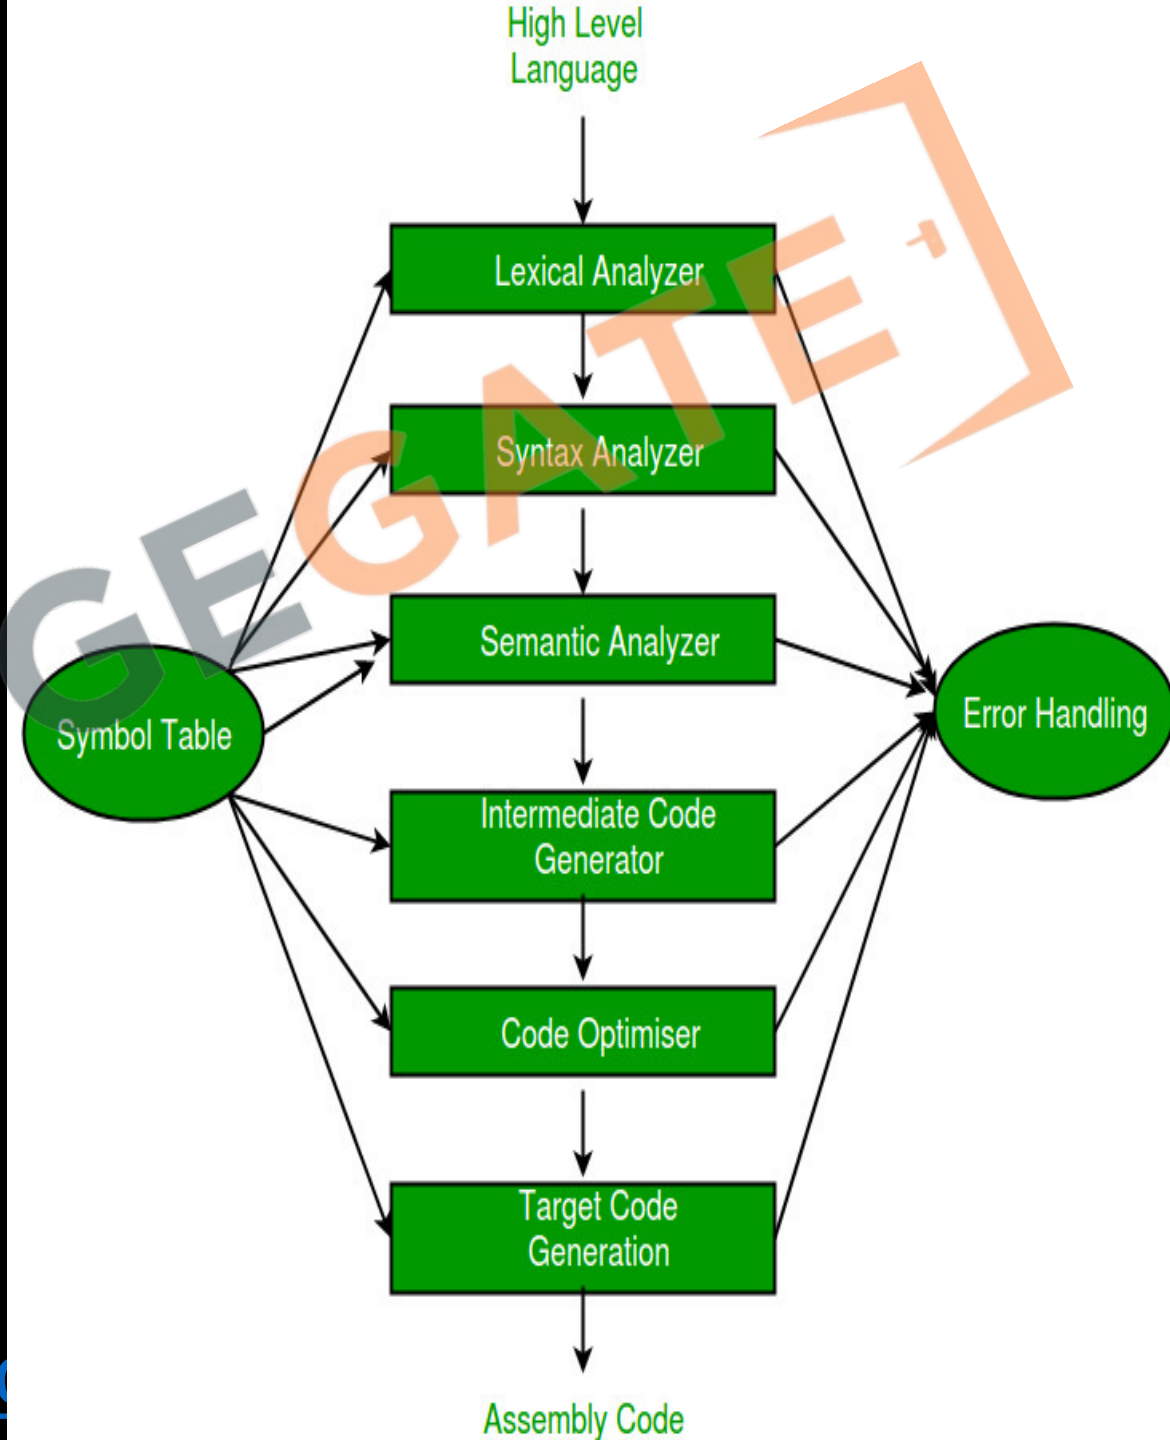 High Level
Language
Lexical Analyzer
Syntax Analyzer
Semantic Analyzer
Symbol Table
Error Handling
Intermediate Code
Generator
Code Optimiser
Target Code
Generation
Assembly Code
GEGATE